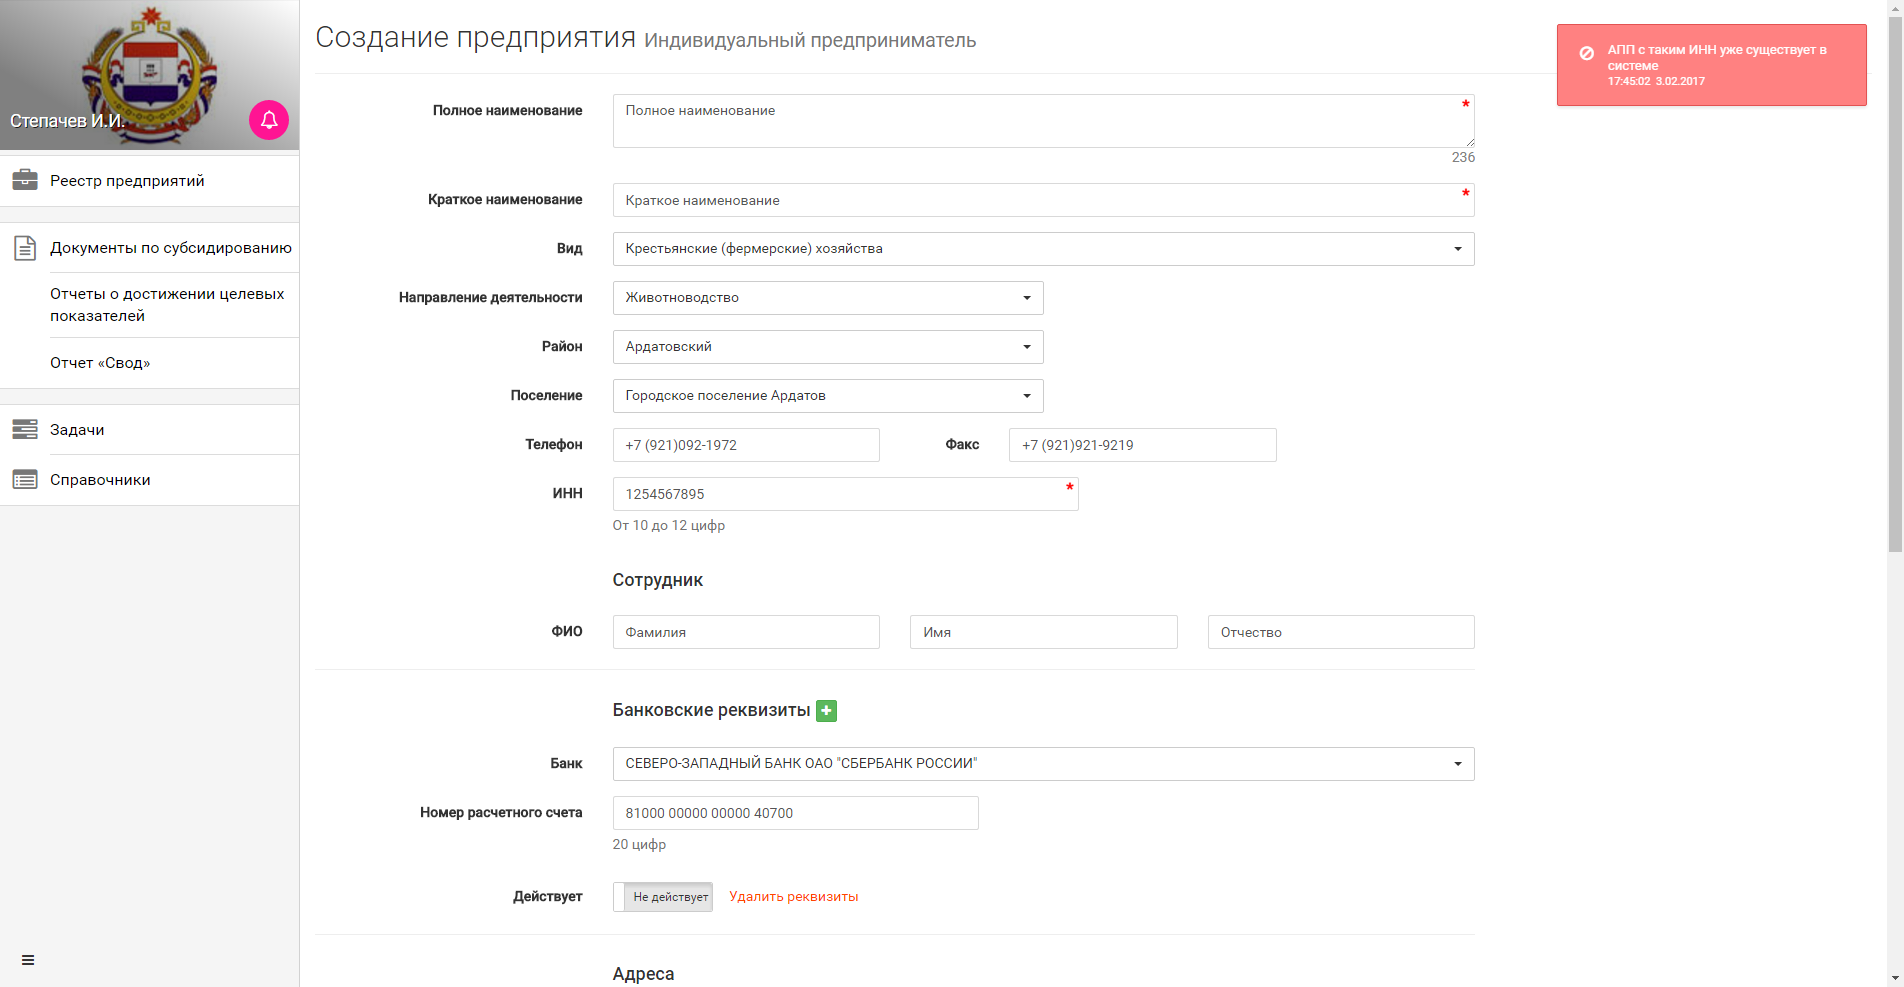 Степачев И.И.
Реестр предприятий
Документы по субсидированию
Отчеты о достижении целевых
показателей
Отчет «Свод»
Задачи
Справочники
Создание предприятия Индивидуальный предприниматель
АПП с таким ИНН уже существует в
системе
17:45:02 3.02.2017
Полное наименование Полное наименование *
236
Краткое наименование Краткое наименование *
Вид Крестьянские (фермерские) хозяйства
Направление деятельности Животноводство
Район Ардатовский
Поселение Городское поселение Ардатов
Телефон +7 (921)092-1972 Факс +7 (921)921-9219
ИНН 1254567895 *
От 10 до 12 цифр
Сотрудник
ФИО Фамилия Имя Отчество
Банковские реквизиты
Банк СЕВЕРО-ЗАПАДНЫЙ БАНК ОАО "СБЕРБАНК РОССИИ"
Номер расчетного счета 81000 00000 00000 40700
20 цифр
Действует Не действует Удалить реквизиты
Адреса